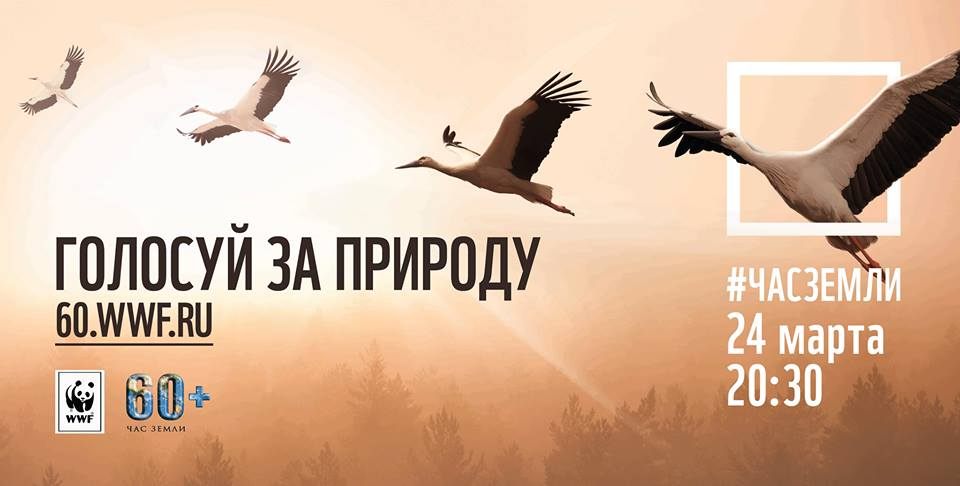 ГОЛОСУЙ ЗА ПРИРОДУ
60.WWF.RU
WWF
60+
ЧАС ЗЕМЛИ
#ЧАСЗЕМЛИ
24 марта
20:30